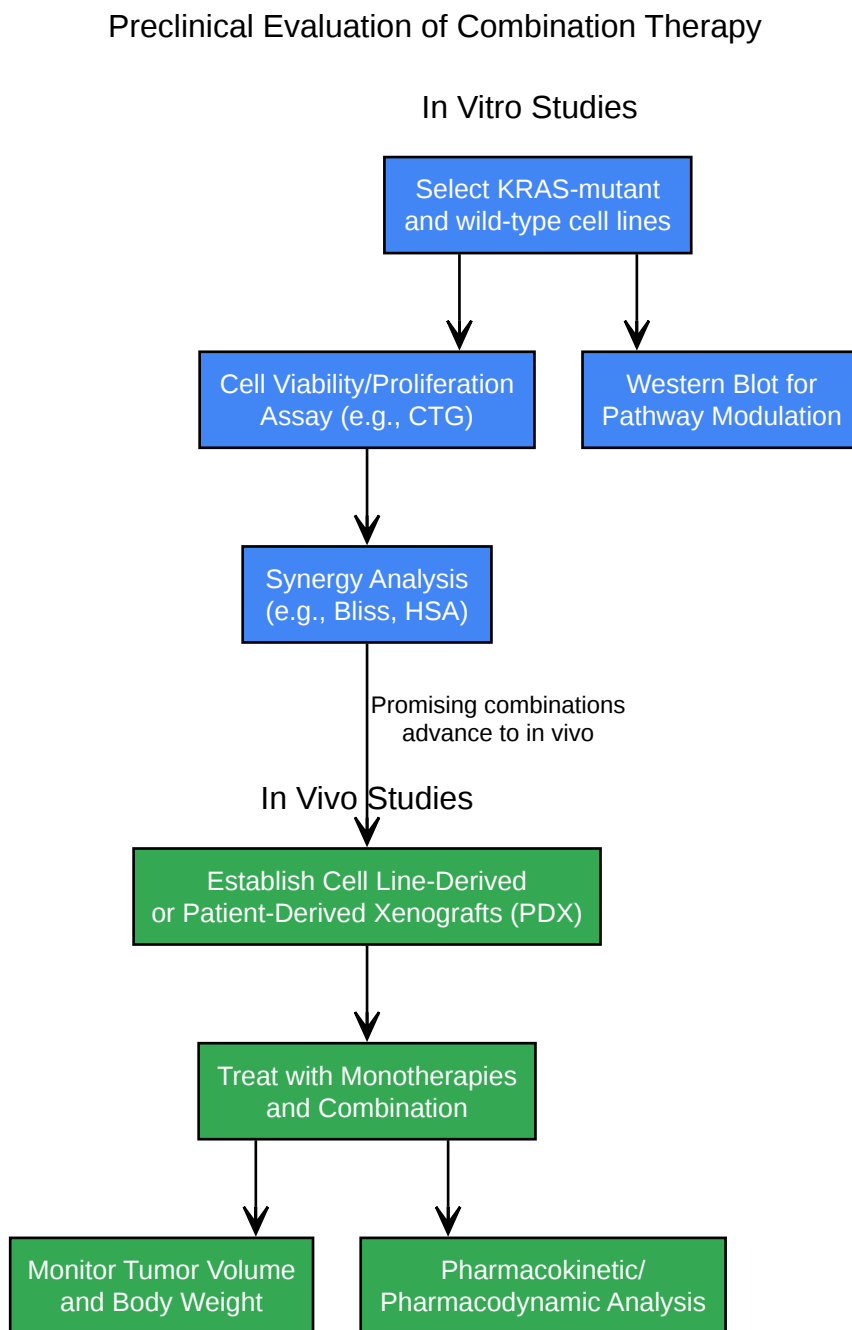 Preclinical Evaluation of Combination Therapy
In Vitro Studies
Select KRAS-mutant
and wild-type cell lines
Cell Viability/Proliferation
Assay (e.g., CTG)
Western Blot for
Pathway Modulation
Synergy Analysis
(e.g., Bliss, HSA)
Promising combinations
advance to in vivo
In Vivo Studies
Establish Cell Line-Derived
or Patient-Derived Xenografts (PDX)
Treat with Monotherapies
and Combination
Monitor Tumor Volume
and Body Weight
Pharmacokinetic/
Pharmacodynamic Analysis